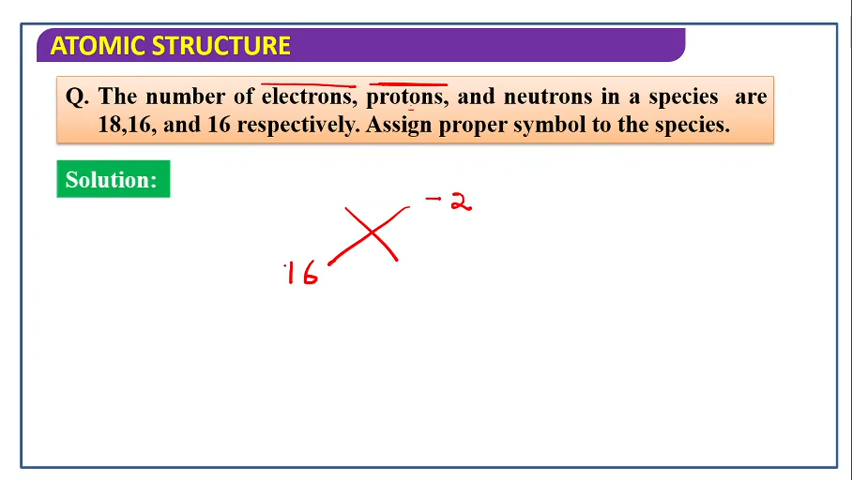 ATOMIC STRUCTURE
Q. The number of electrons, protons, and neutrons in a species are
18,16, and 16 respectively. Assign proper symbol to the species.
Solution:
X -2
16